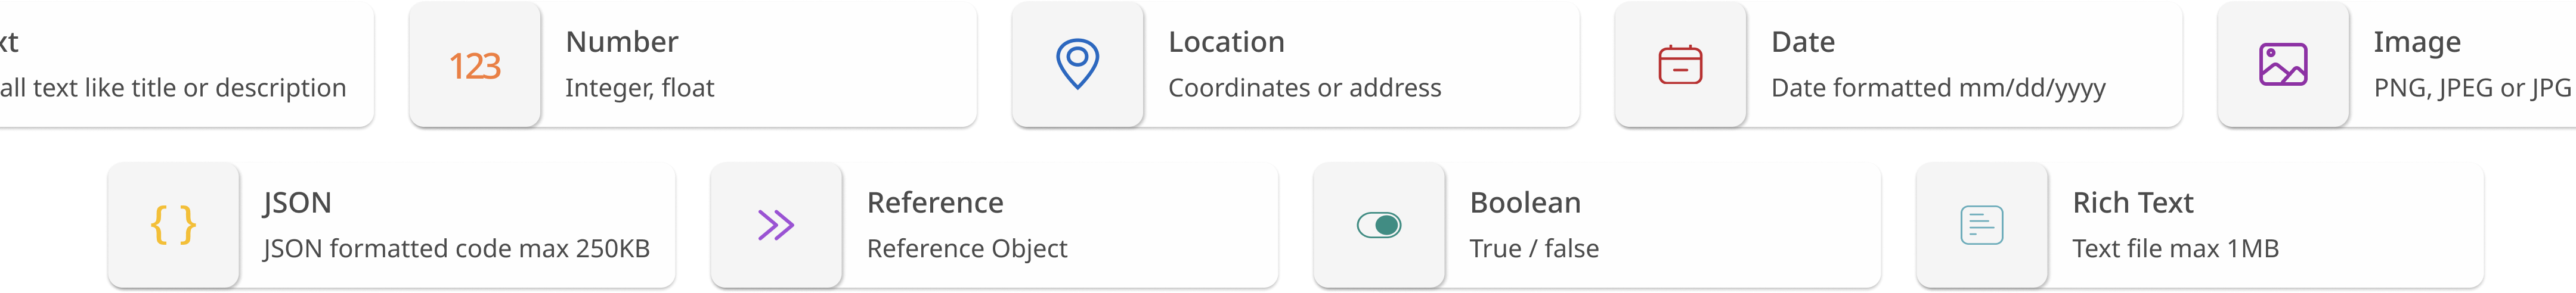 xt
all text like title or description
123
Number
Integer, float
Location
Coordinates or address
Date
Date formatted mm/dd/yyyy
Image
PNG, JPEG or JPG
{ }
JSON
JSON formatted code max 250KB
Reference
Reference Object
Boolean
True / false
Rich Text
Text file max 1MB